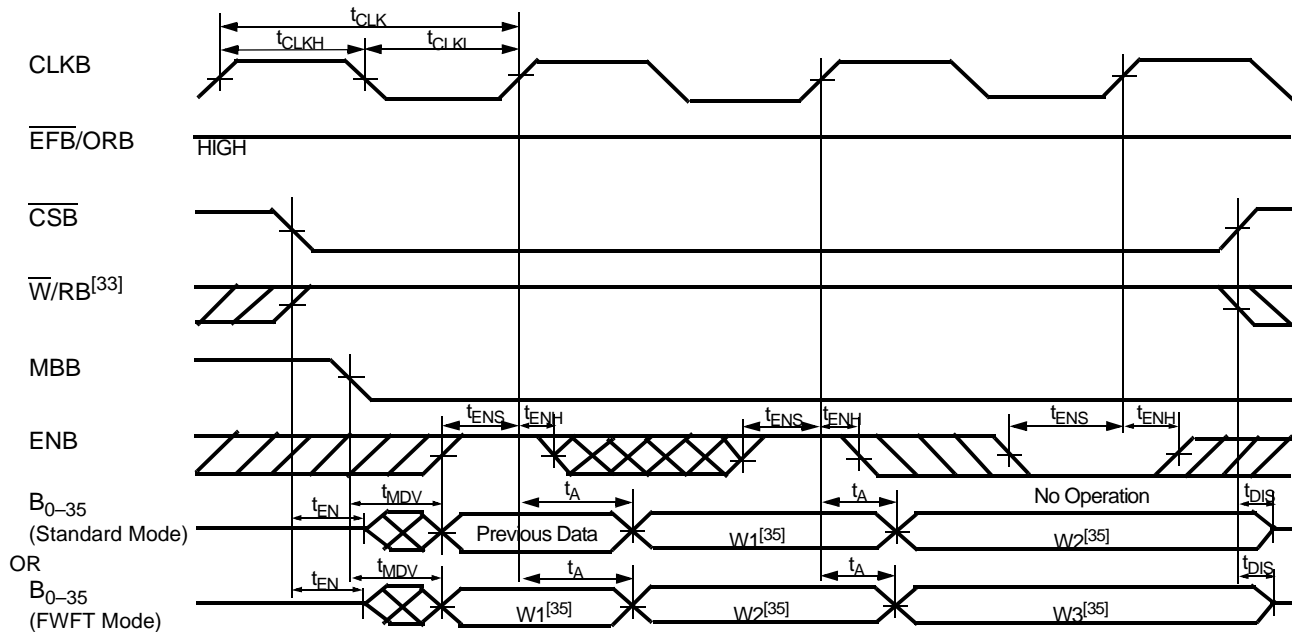 tCLK
tCLKH
tCLKL
CLKB
EFB/ORB
HIGH
CSB
W/RB[33]
MBB
tENS
tENH
tENS
tENH
tENS
tENH
ENB
B0–35
(Standard Mode)
tEN
tMDV
tA
tA
No Operation
tDIS
Previous Data
W1[35]
W2[35]
OR
B0–35
(FWFT Mode)
tEN
tMDV
tA
tA
tDIS
W1[35]
W2[35]
W3[35]